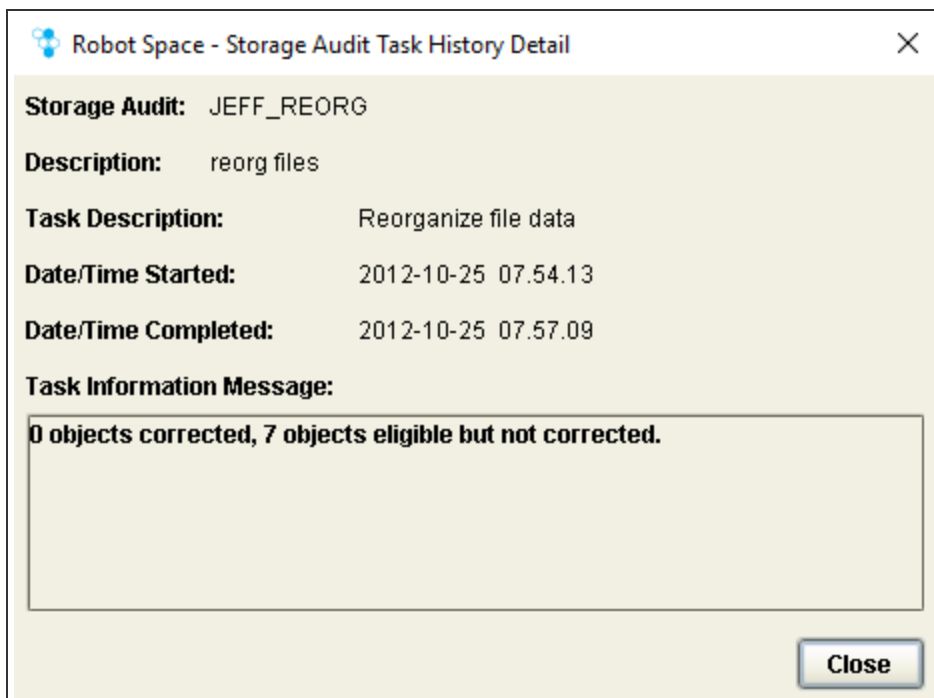 Robot Space - Storage Audit Task History Detail
Storage Audit: JEFF_REORG
Description: reorg files
Task Description: Reorganize file data
Date/Time Started: 2012-10-25 07.54.13
Date/Time Completed: 2012-10-25 07.57.09
Task Information Message:
0 objects corrected, 7 objects eligible but not corrected.
Close